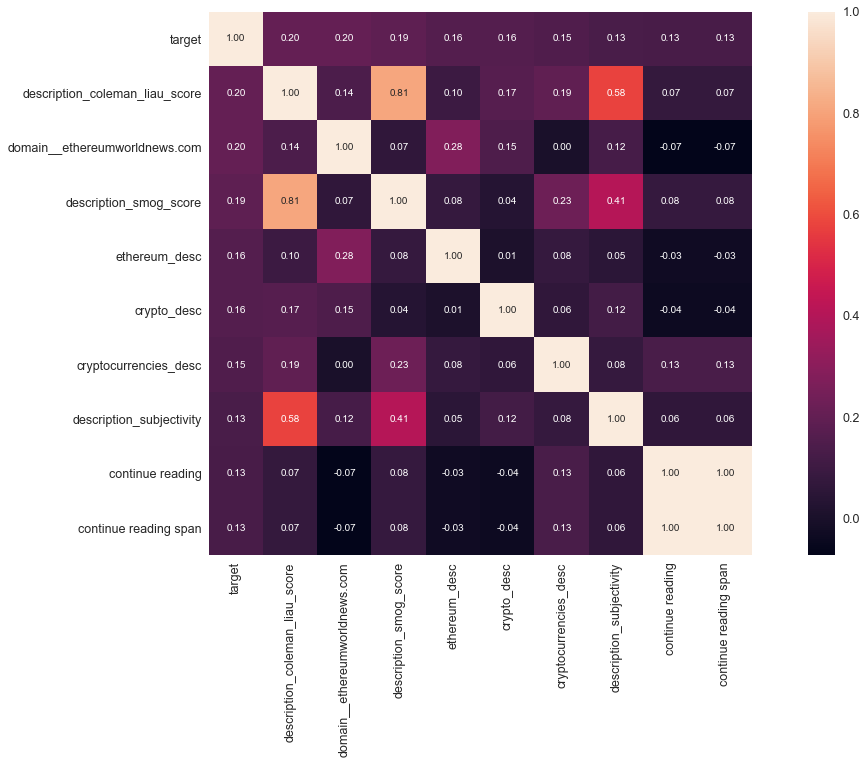 target 1.00 0.20 0.20 0.19 0.16 0.16 0.15 0.13 0.13 0.13
description_coleman_liau_score 0.20 1.00 0.14 0.81 0.10 0.17 0.19 0.58 0.07 0.07
domain__ethereumworldnews.com 0.20 0.14 1.00 0.07 0.28 0.15 0.00 0.12 -0.07 -0.07
description_smog_score 0.19 0.81 0.07 1.00 0.08 0.04 0.23 0.41 0.08 0.08
ethereum_desc 0.16 0.10 0.28 0.08 1.00 0.01 0.08 0.05 -0.03 -0.03
crypto_desc 0.16 0.17 0.15 0.04 0.01 1.00 0.06 0.12 -0.04 -0.04
cryptocurrencies_desc 0.15 0.19 0.00 0.23 0.08 0.06 1.00 0.08 0.13 0.13
description_subjectivity 0.13 0.58 0.12 0.41 0.05 0.12 0.08 1.00 0.06 0.06
continue reading 0.13 0.07 -0.07 0.08 -0.03 -0.04 0.13 0.06 1.00 1.00
continue reading span 0.13 0.07 -0.07 0.08 -0.03 -0.04 0.13 0.06 1.00 1.00
target
description_coleman_liau_score
domain__ethereumworldnews.com
description_smog_score
ethereum_desc
crypto_desc
cryptocurrencies_desc
description_subjectivity
continue reading
continue reading span
1.0
0.8
0.6
0.4
0.2
0.0